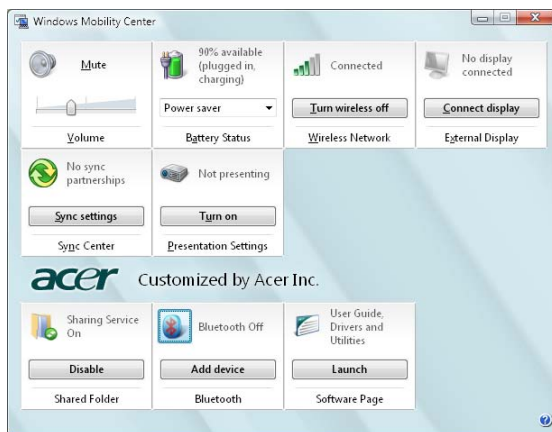 Windows Mobility Center
Mute
Volume
90% available
(plugged in,
charging)
Power saver
Battery Status
Connected
Turn wireless off
Wireless Network
No display
connected
Connect display
External Display
No sync
partnerships
Sync settings
Sync Center
Not presenting
Turn on
Presentation Settings
acer Customized by Acer Inc.
Sharing Service
On
Disable
Shared Folder
Bluetooth Off
Add device
Bluetooth
User Guide,
Drivers and
Utilities
Launch
Software Page